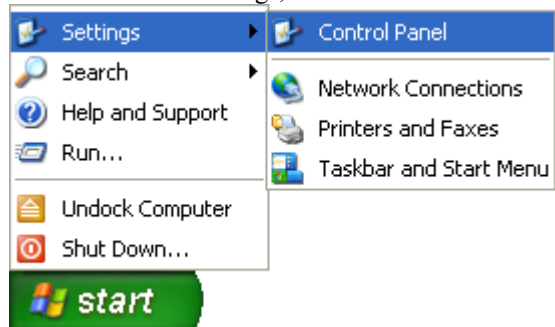 Settings
Search
Help and Support
Run...
Undock Computer
Shut Down...
start
Control Panel
Network Connections
Printers and Faxes
Taskbar and Start Menu